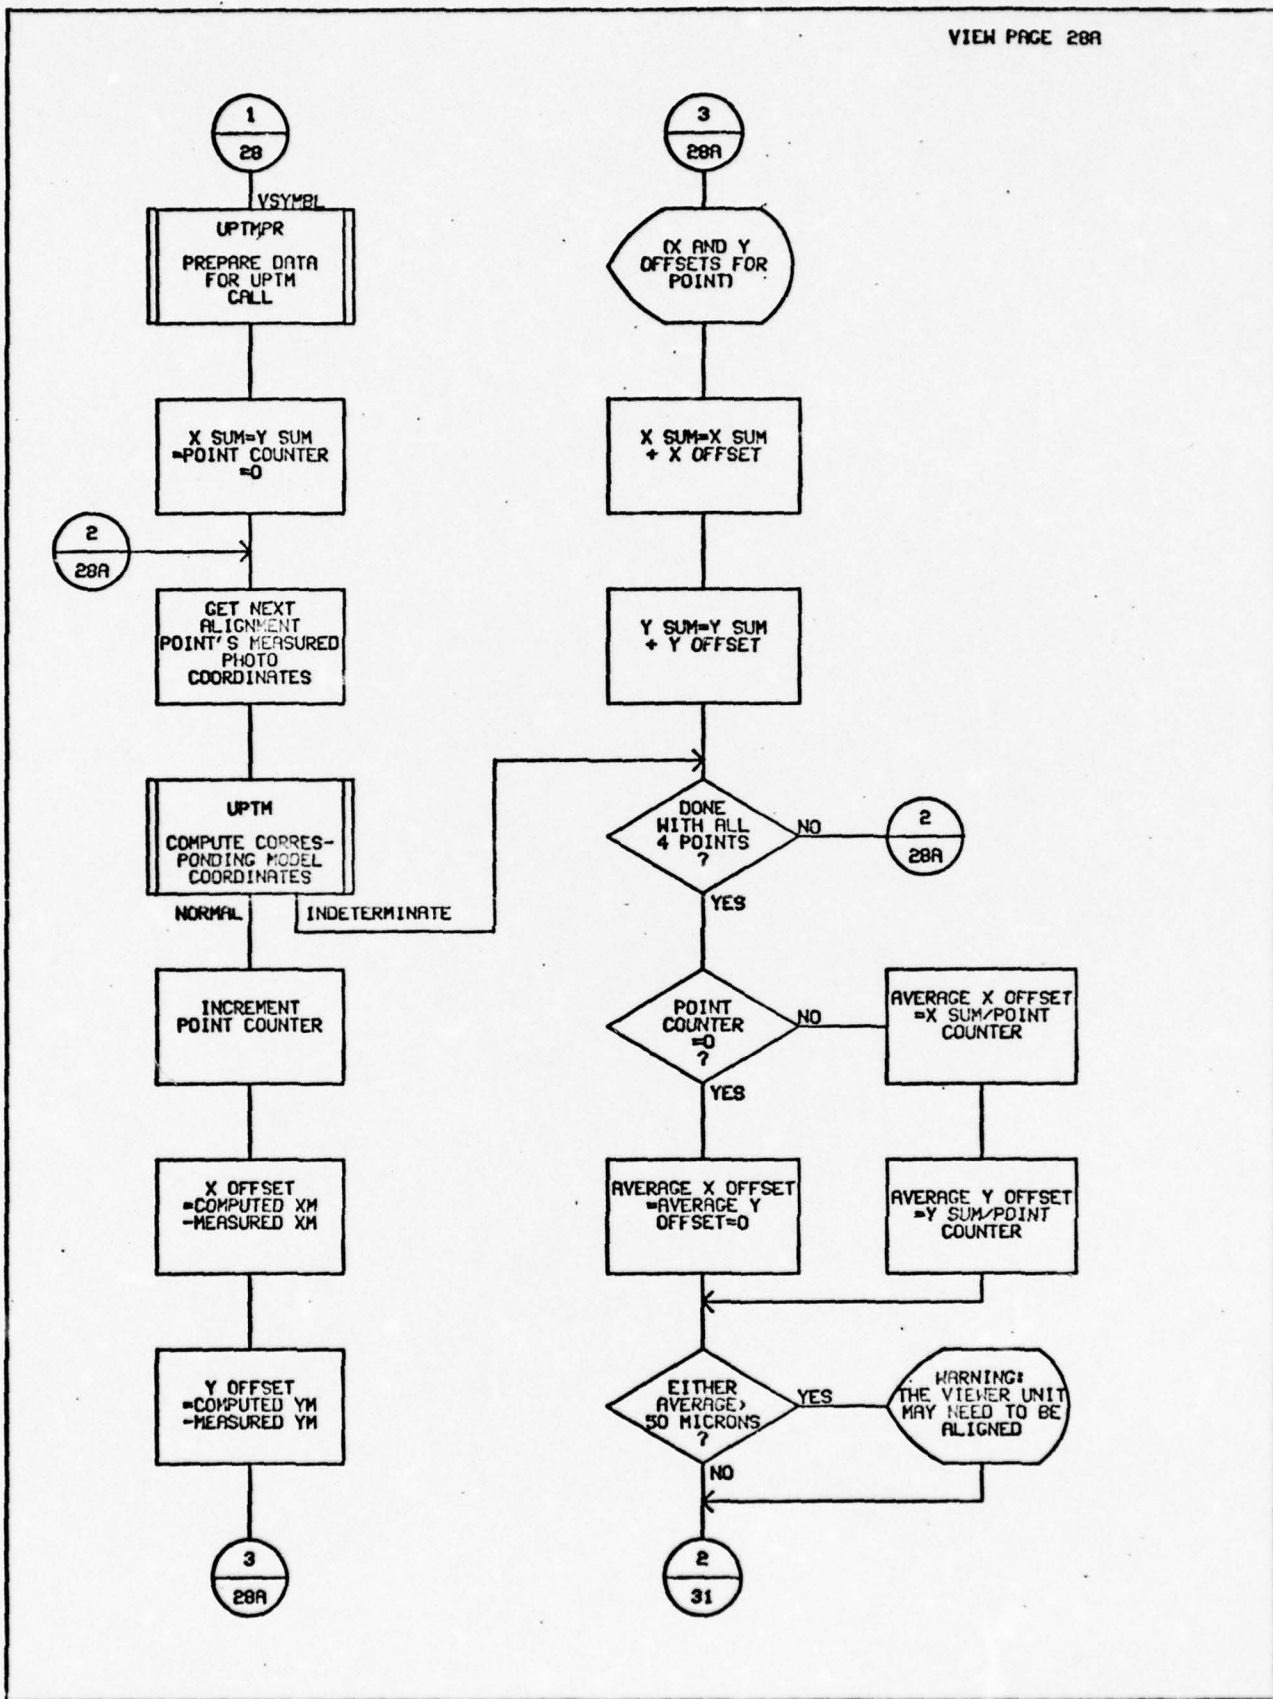 VIEW PAGE 28A
1
28
VSYMBL
UPTMPR
PREPARE DATA
FOR UPTM
CALL
X SUM=Y SUM
=POINT COUNTER
=0
2
28A
GET NEXT
ALIGNMENT
POINT'S MEASURED
PHOTO
COORDINATES
UPTM
COMPUTE CORRES-
PONDING MODEL
COORDINATES
NORMAL
INDETERMINATE
INCREMENT
POINT COUNTER
X OFFSET
=COMPUTED XM
-MEASURED XM
Y OFFSET
=COMPUTED YM
-MEASURED YM
3
28A
3
28A
(X AND Y
OFFSETS FOR
POINT)
X SUM=X SUM
+ X OFFSET
Y SUM=Y SUM
+ Y OFFSET
DONE
WITH ALL
4 POINTS
?
NO
2
28A
YES
POINT
COUNTER
=0
?
NO
AVERAGE X OFFSET
=X SUM/POINT
COUNTER
YES
AVERAGE X OFFSET
=AVERAGE Y
OFFSET=0
AVERAGE Y OFFSET
=Y SUM/POINT
COUNTER
EITHER
AVERAGE>
50 MICRONS
?
YES
WARNING:
THE VIEWER UNIT
MAY NEED TO BE
ALIGNED
NO
2
31